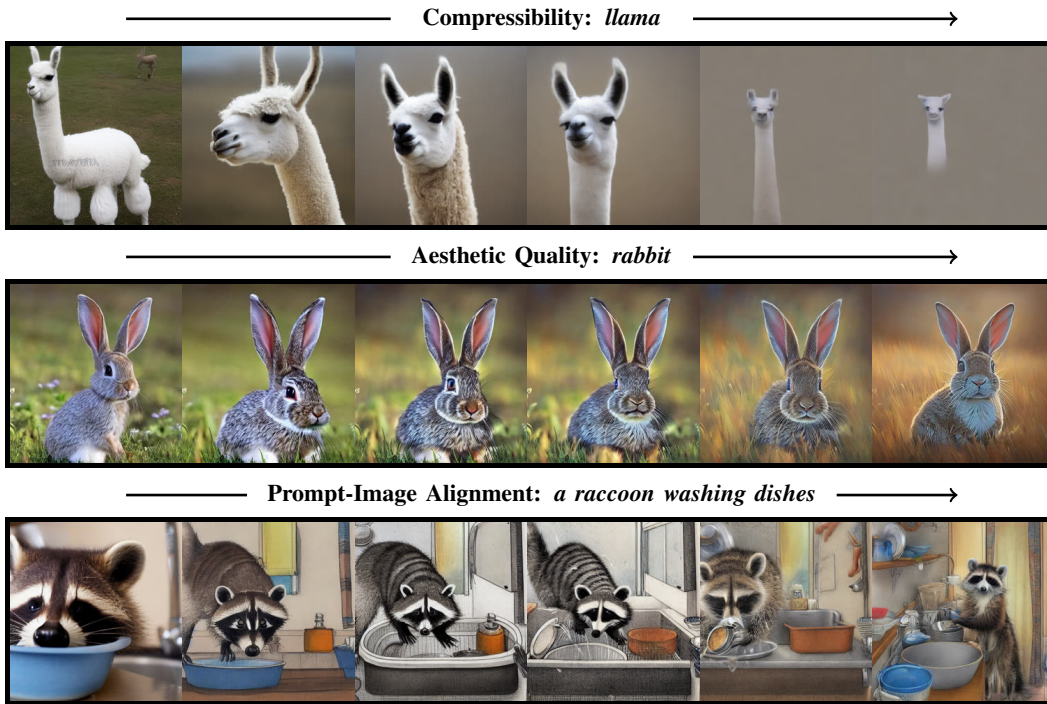 Compressibility: llama
Aesthetic Quality: rabbit
Prompt-Image Alignment: a raccoon washing dishes